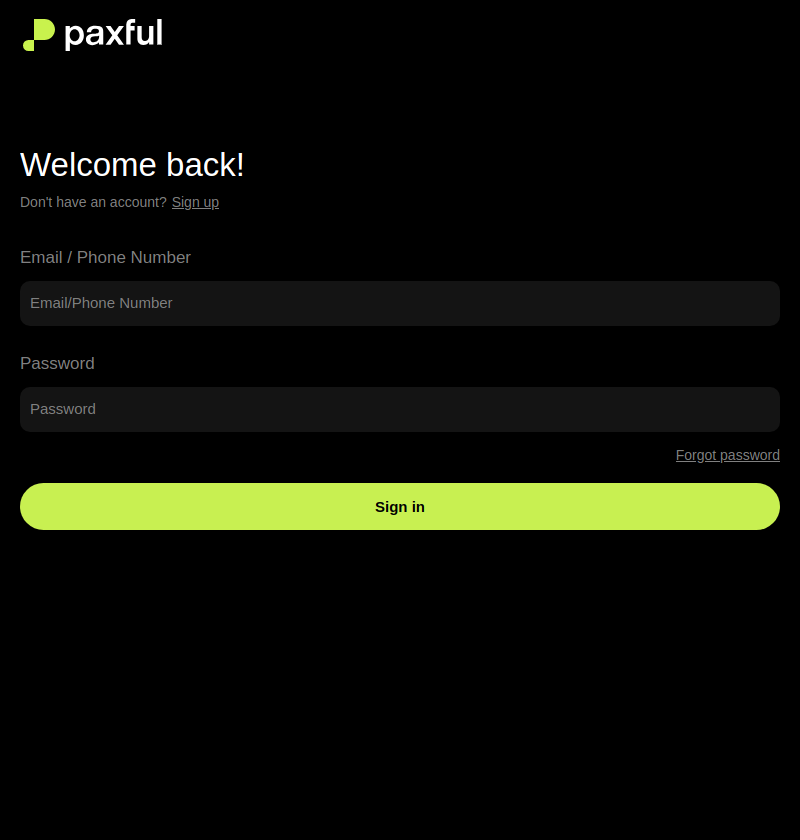 paxful
Welcome back!
Don't have an account? Sign up
Email / Phone Number
Email/Phone Number
Password
Password
Forgot password
Sign in